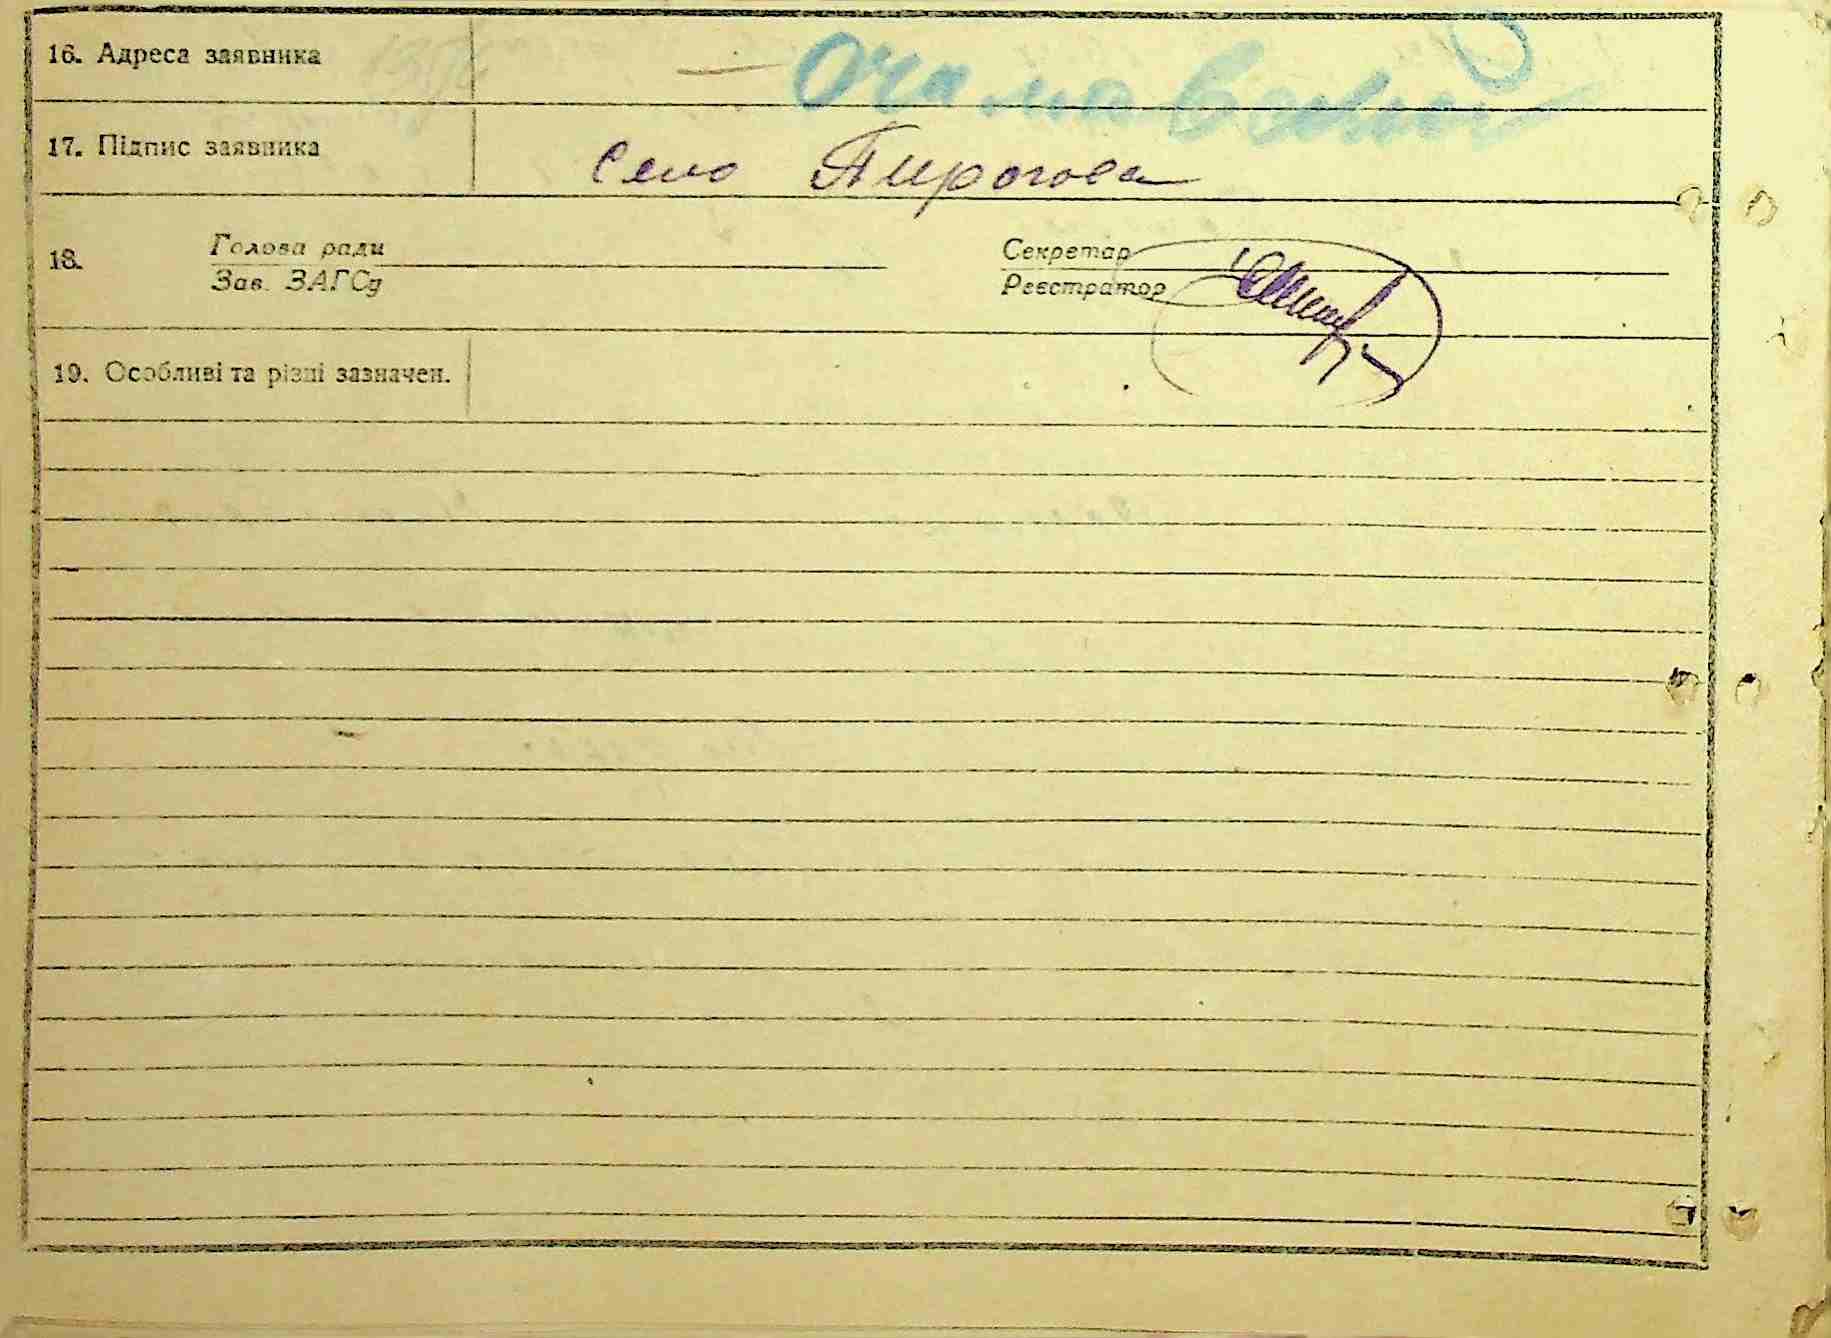 16. Адреса заявника
17. Підпис заявника Село Пирогова
18. Голова ради Секретар
Зав. ЗАГСу Реєстратор
19. Особливі та різні зазначен.